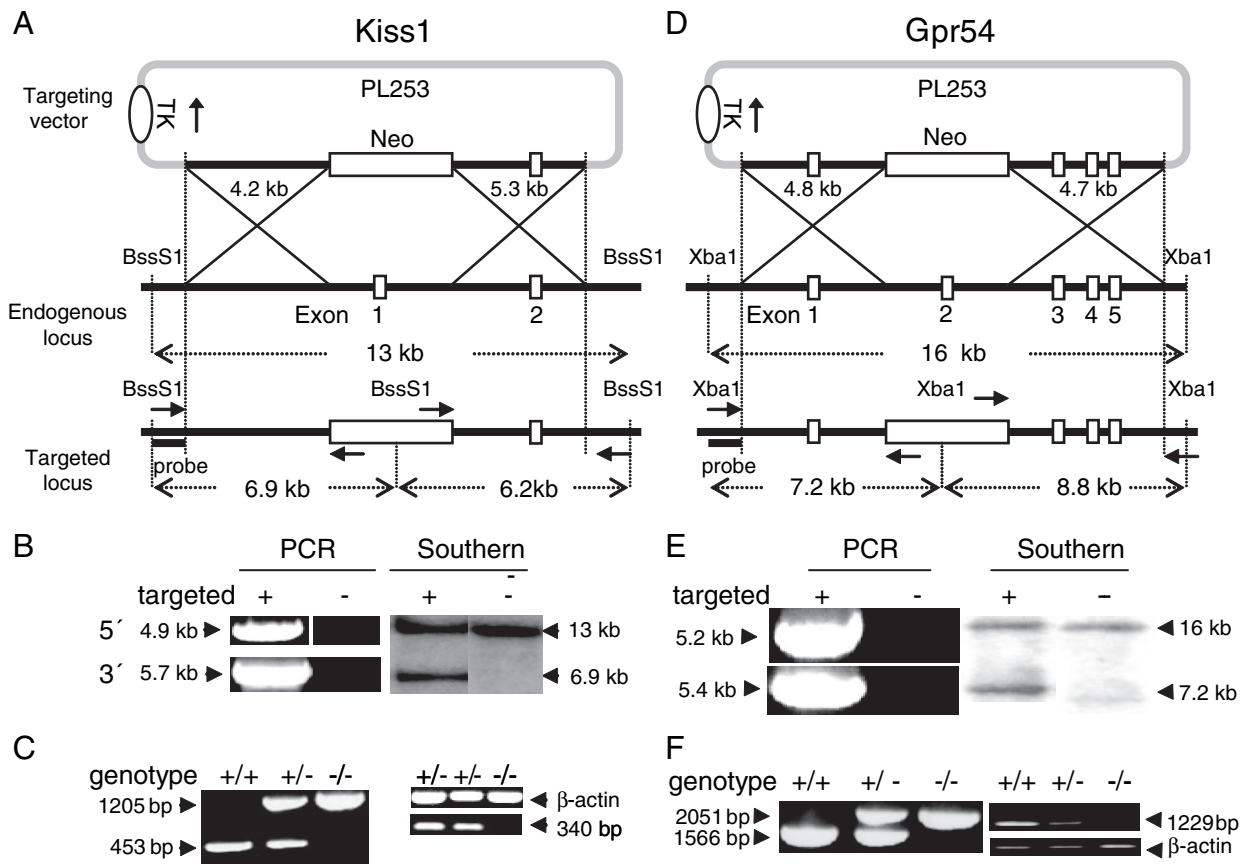 A
Kiss1
Targeting vector
PL253
TK
Neo
4.2 kb
5.3 kb
BssS1
BssS1
Endogenous locus
Exon 1 2
13 kb
BssS1
BssS1
BssS1
Targeted locus
probe
6.9 kb
6.2kb
D
Gpr54
PL253
TK
Neo
4.8 kb
4.7 kb
Xba1
Xba1
Exon 1 2 3 4 5
16 kb
Xba1
Xba1
Xba1
probe
7.2 kb
8.8 kb
B
PCR
Southern
-
targeted + - + -
5´ 4.9 kb
13 kb
3´ 5.7 kb
6.9 kb
E
PCR
Southern
targeted + - + –
5.2 kb
16 kb
5.4 kb
7.2 kb
C
genotype +/+ +/- -/-
1205 bp
453 bp
+/- +/- -/-
β-actin
340 bp
F
genotype +/+ +/ - -/-
2051 bp
1566 bp
+/+ +/- -/-
1229bp
β-actin